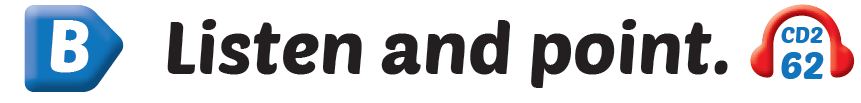 B Listen and point. CD2
62